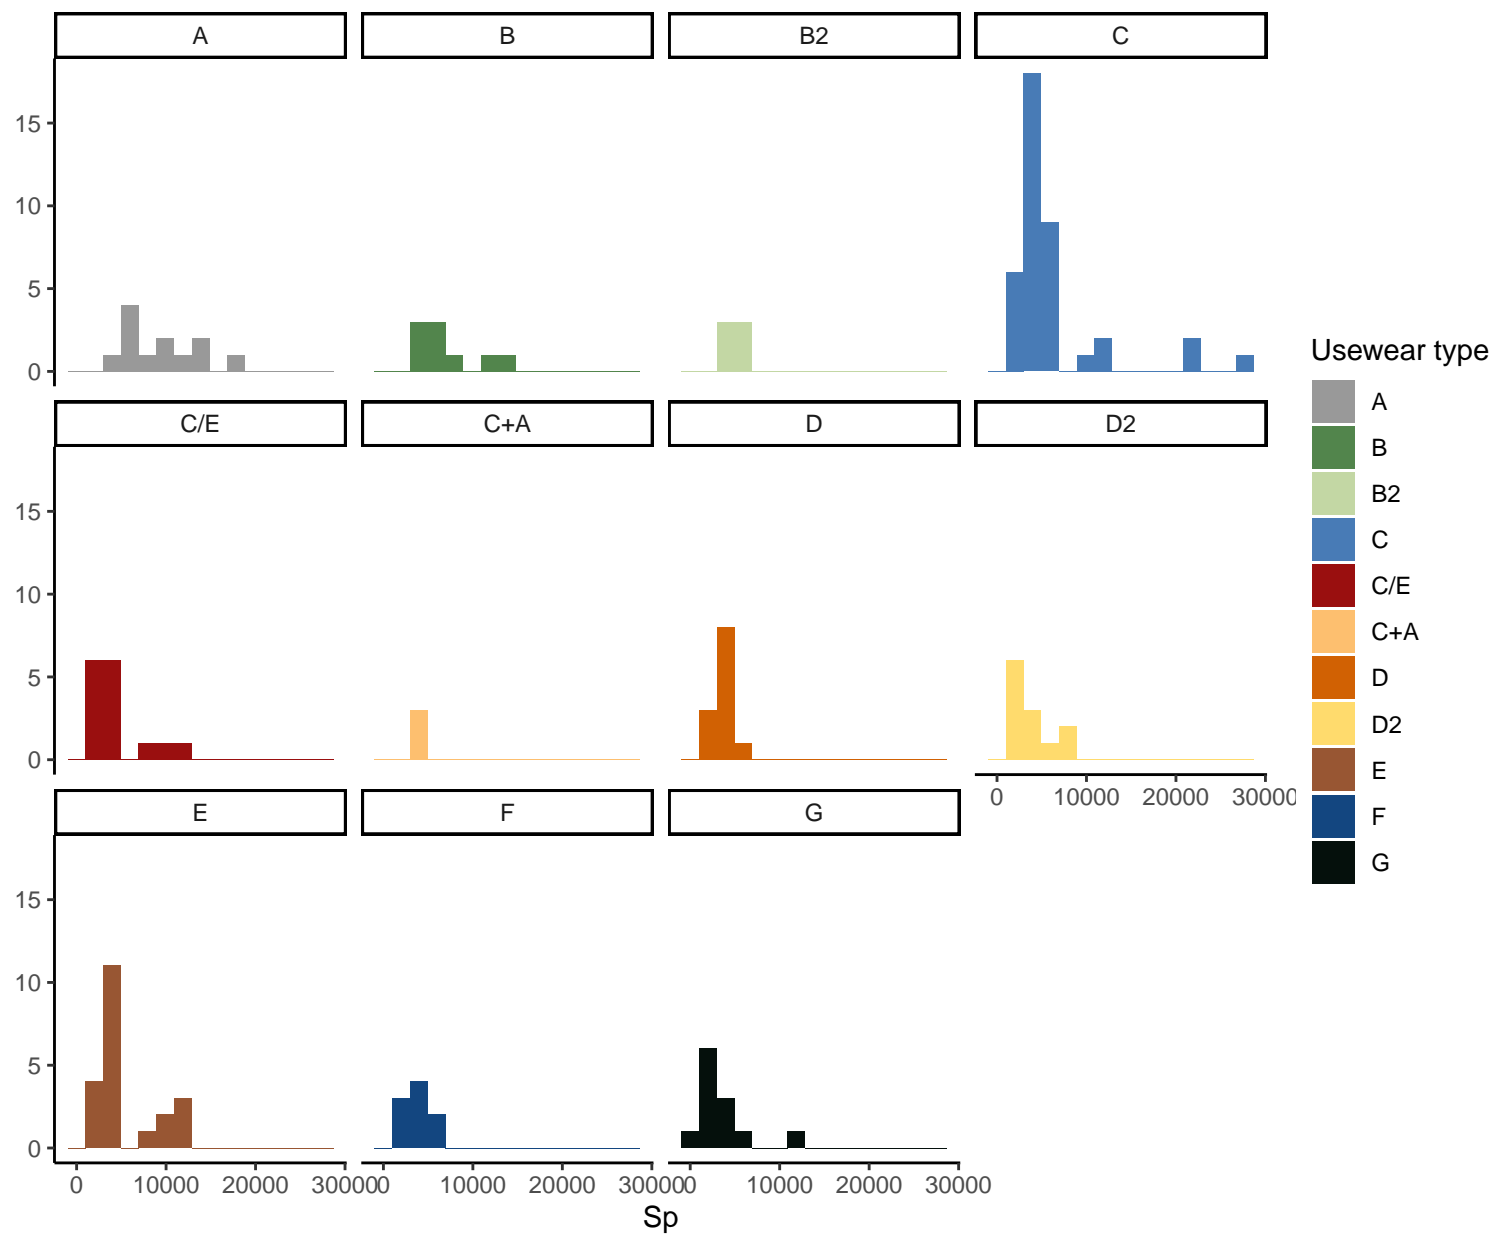 A B B2 C
15
10
5
0
C/E C+A D D2
15
10
5
0
0 10000 20000 30000
E F G
15
10
5
0
0 10000 20000 30000 0 10000 20000 30000 0 10000 20000 30000
Sp
Usewear type
A
B
B2
C
C/E
C+A
D
D2
E
F
G